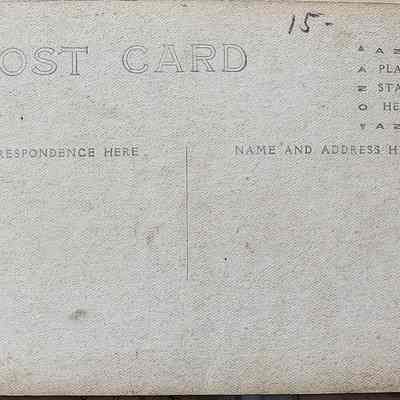 15-
OST CARD
A Z
PLA
STA
HE
A Z
RESPONDENCE HERE
NAME AND ADDRESS H